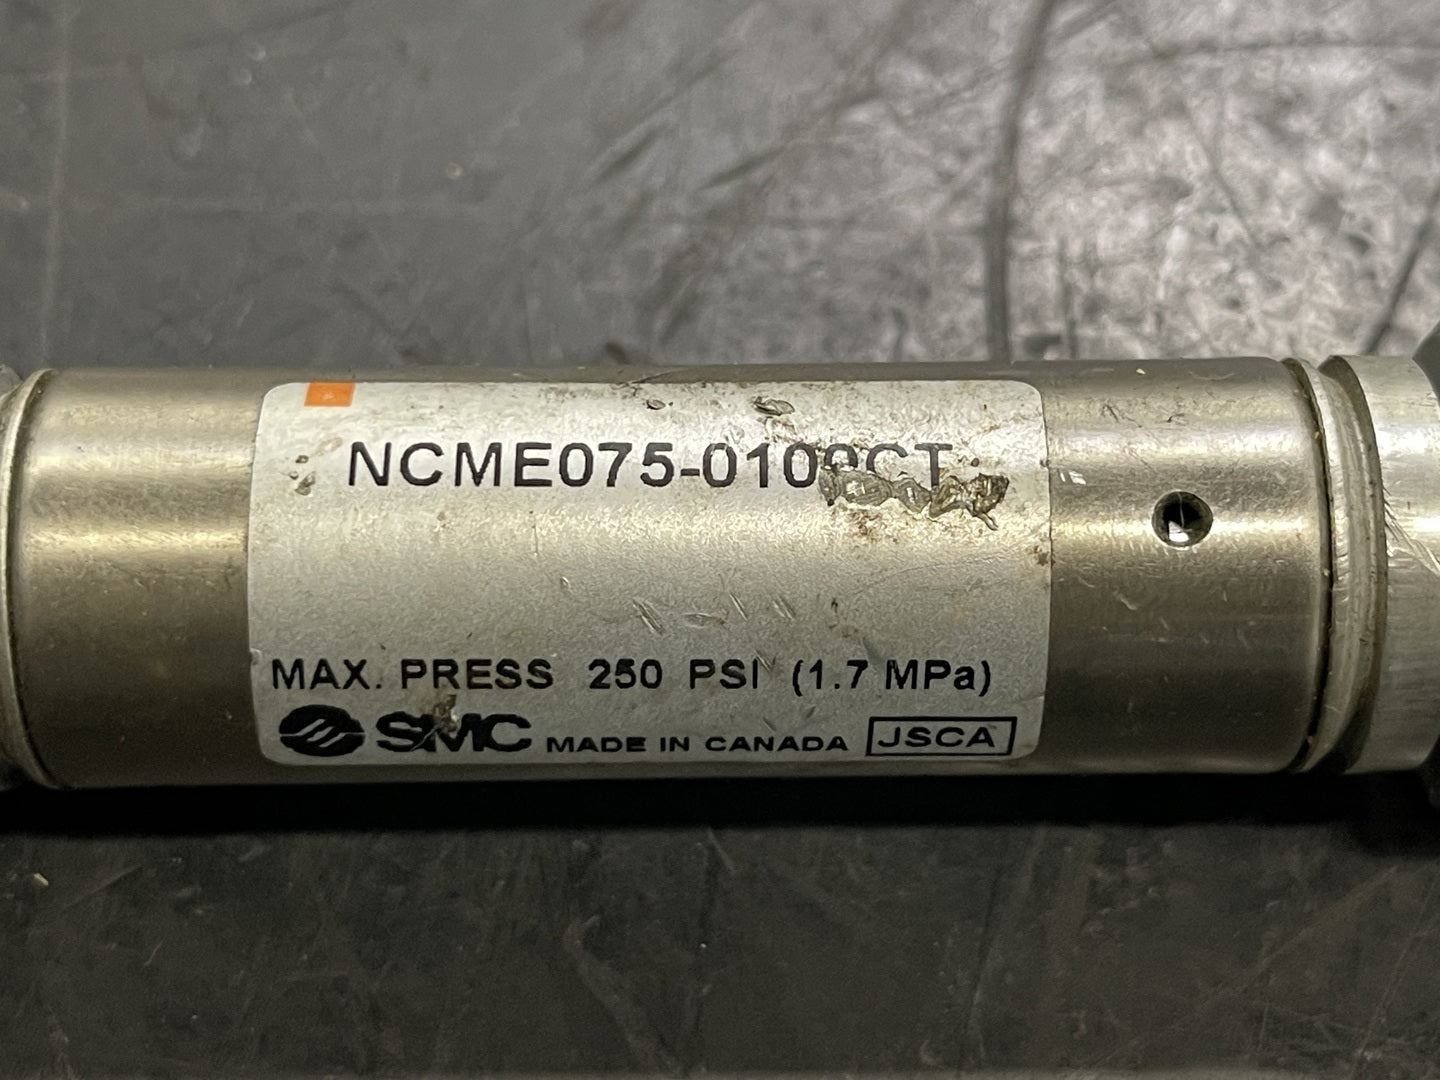 NCME075-0100CT
MAX. PRESS 250 PSI (1.7 MPa)
SMC MADE IN CANADA JSCA